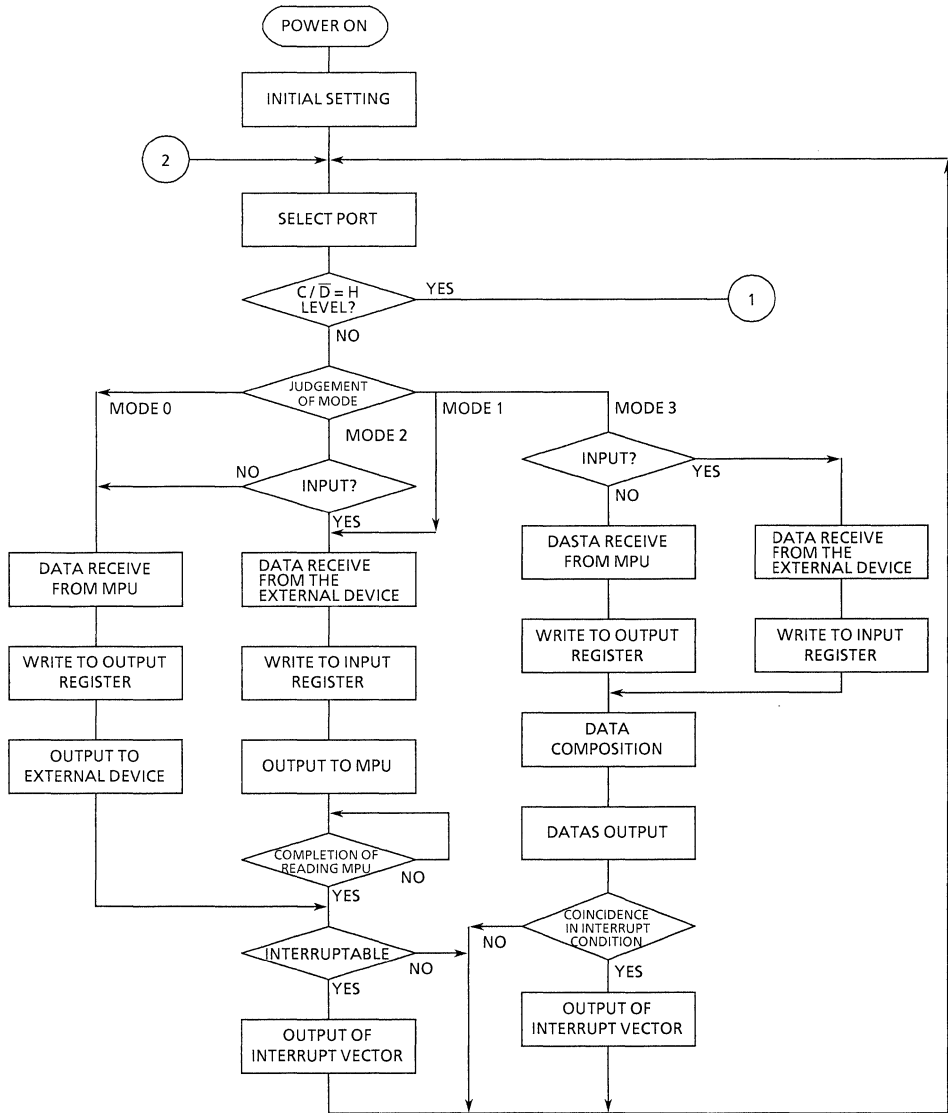 POWER ON
INITIAL SETTING
2
SELECT PORT
C / D̅ = H
LEVEL?
YES
1
NO
JUDGEMENT
OF MODE
MODE 0
MODE 1
MODE 3
MODE 2
NO
INPUT?
YES
INPUT?
YES
NO
DATA RECEIVE
FROM MPU
DATA RECEIVE
FROM THE
EXTERNAL DEVICE
DASTA RECEIVE
FROM MPU
DATA RECEIVE
FROM THE
EXTERNAL DEVICE
WRITE TO OUTPUT
REGISTER
WRITE TO INPUT
REGISTER
WRITE TO OUTPUT
REGISTER
WRITE TO INPUT
REGISTER
OUTPUT TO
EXTERNAL DEVICE
OUTPUT TO MPU
DATA
COMPOSITION
DATAS OUTPUT
COMPLETION OF
READING MPU
NO
YES
COINCIDENCE
IN INTERRUPT
CONDITION
NO
YES
INTERRUPTABLE
NO
YES
OUTPUT OF
INTERRUPT VECTOR
OUTPUT OF
INTERRUPT VECTOR